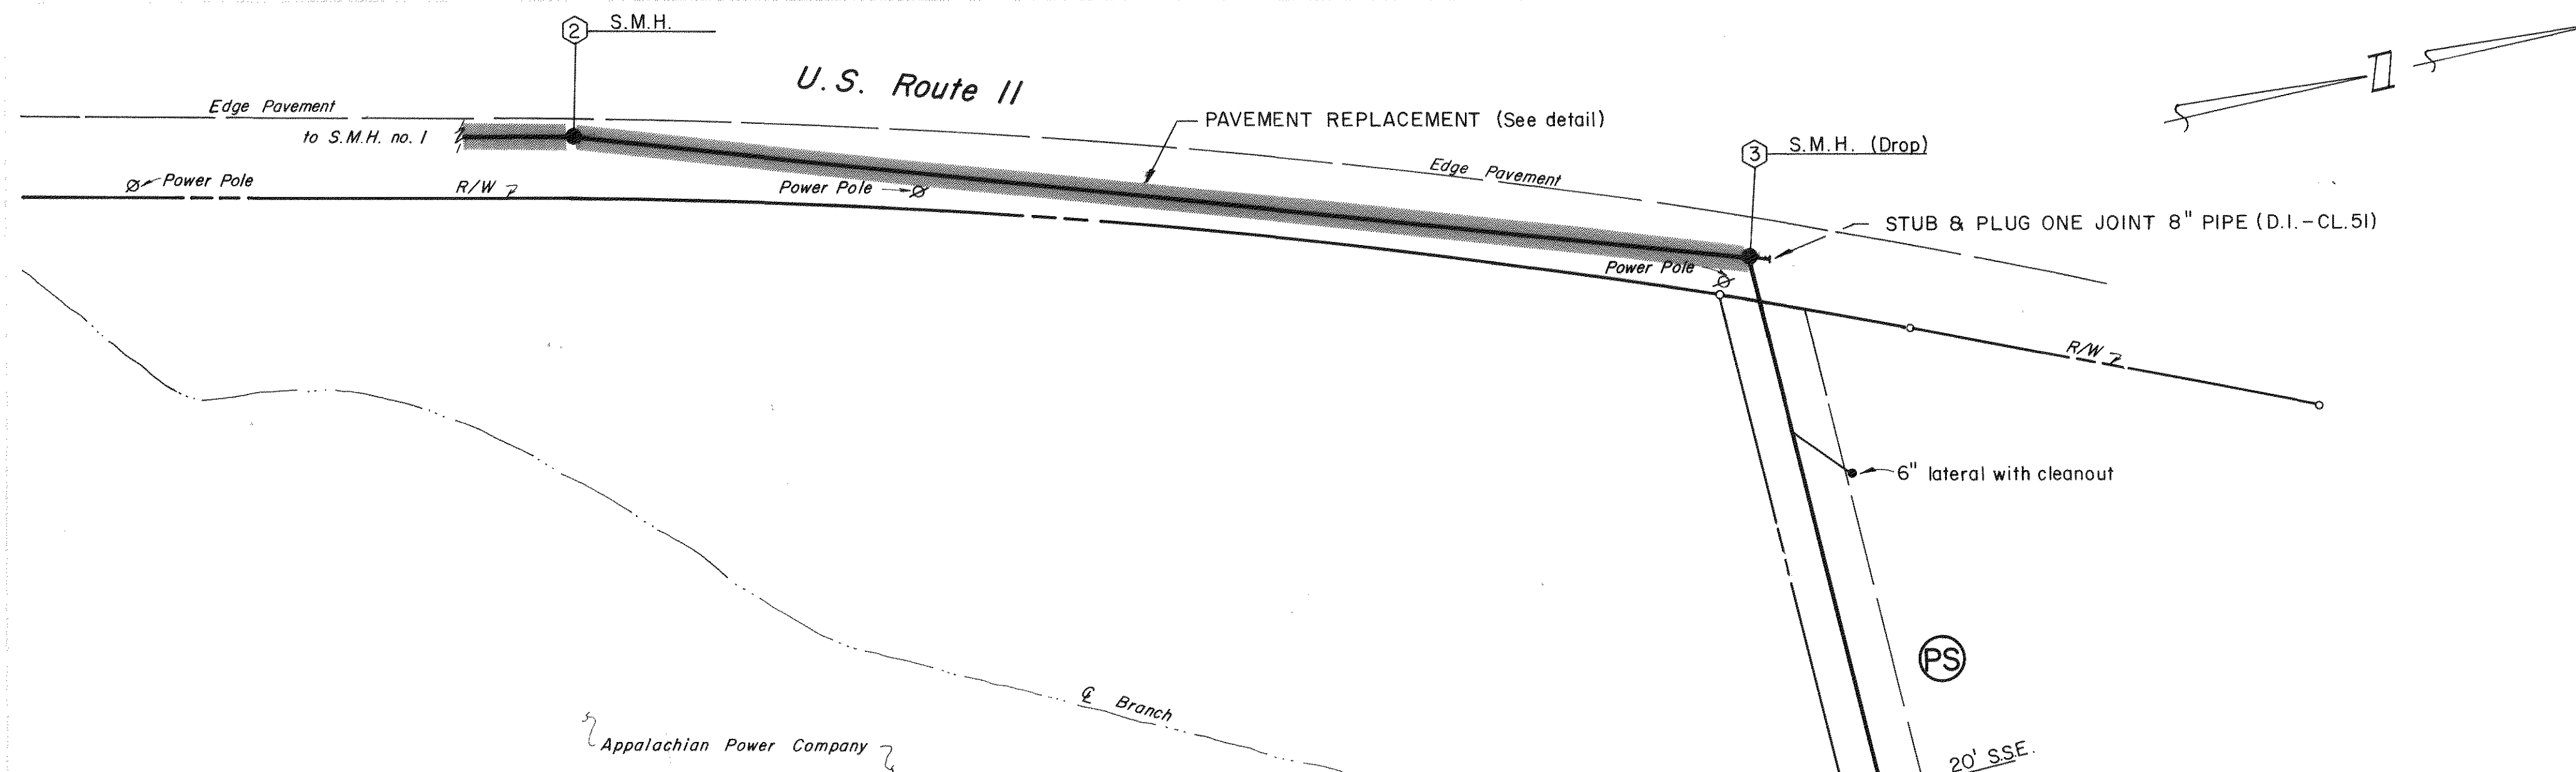 2 S.M.H.
U.S. Route 11
Edge Pavement
to S.M.H. no. 1
PAVEMENT REPLACEMENT (See detail)
3 S.M.H. (Drop)
Edge Pavement
Power Pole
R/W
Power Pole
STUB & PLUG ONE JOINT 8" PIPE (D.I.-CL.51)
Power Pole
R/W
6" lateral with cleanout
PS
℄ Branch
Appalachian Power Company
20' S.S.E.